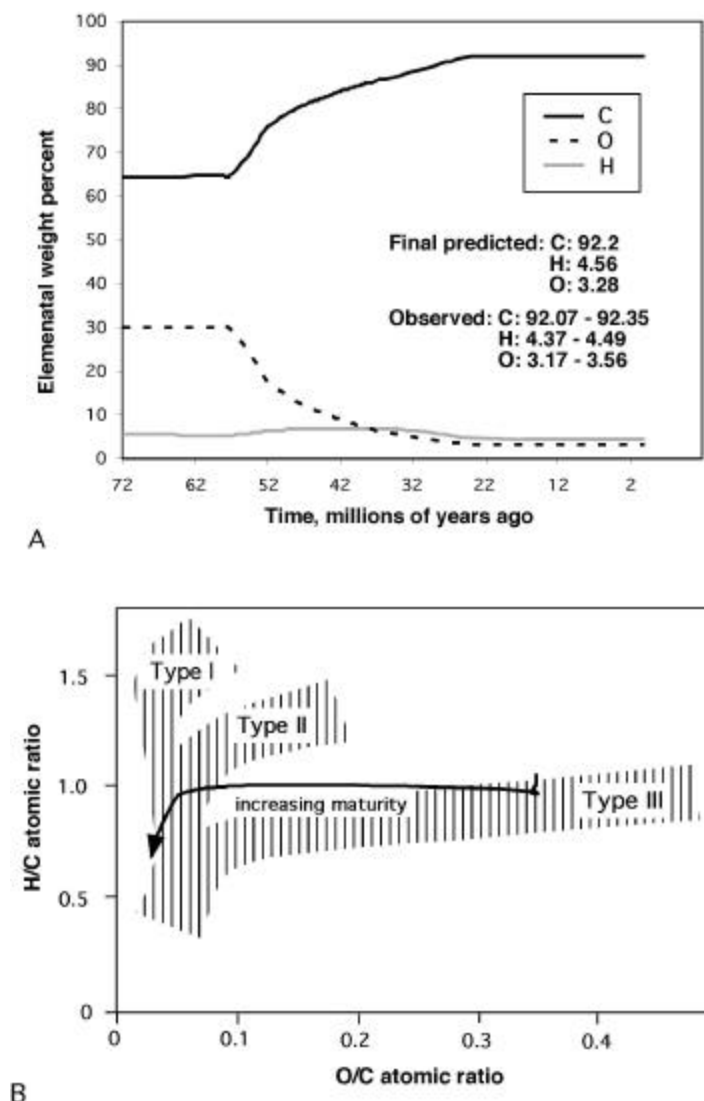 100
90
80
70
60
50
40
30
20
10
0
Elemenatal weight percent
C
O
H
Final predicted: C: 92.2
H: 4.56
O: 3.28
Observed: C: 92.07 - 92.35
H: 4.37 - 4.49
O: 3.17 - 3.56
72 62 52 42 32 22 12 2
Time, millions of years ago
A
1.5
1.0
0.5
0
H/C atomic ratio
Type I
Type II
increasing maturity
Type III
0 0.1 0.2 0.3 0.4
O/C atomic ratio
B